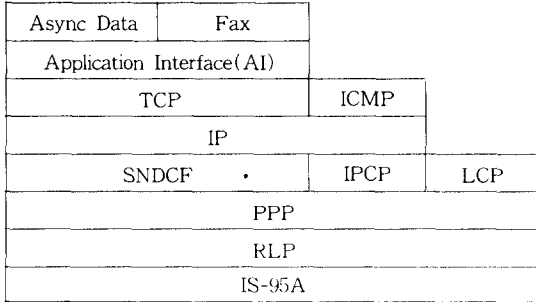 Async Data Fax
Application Interface(AI)
TCP ICMP
IP
SNDCF IPCP LCP
PPP
RLP
IS-95A